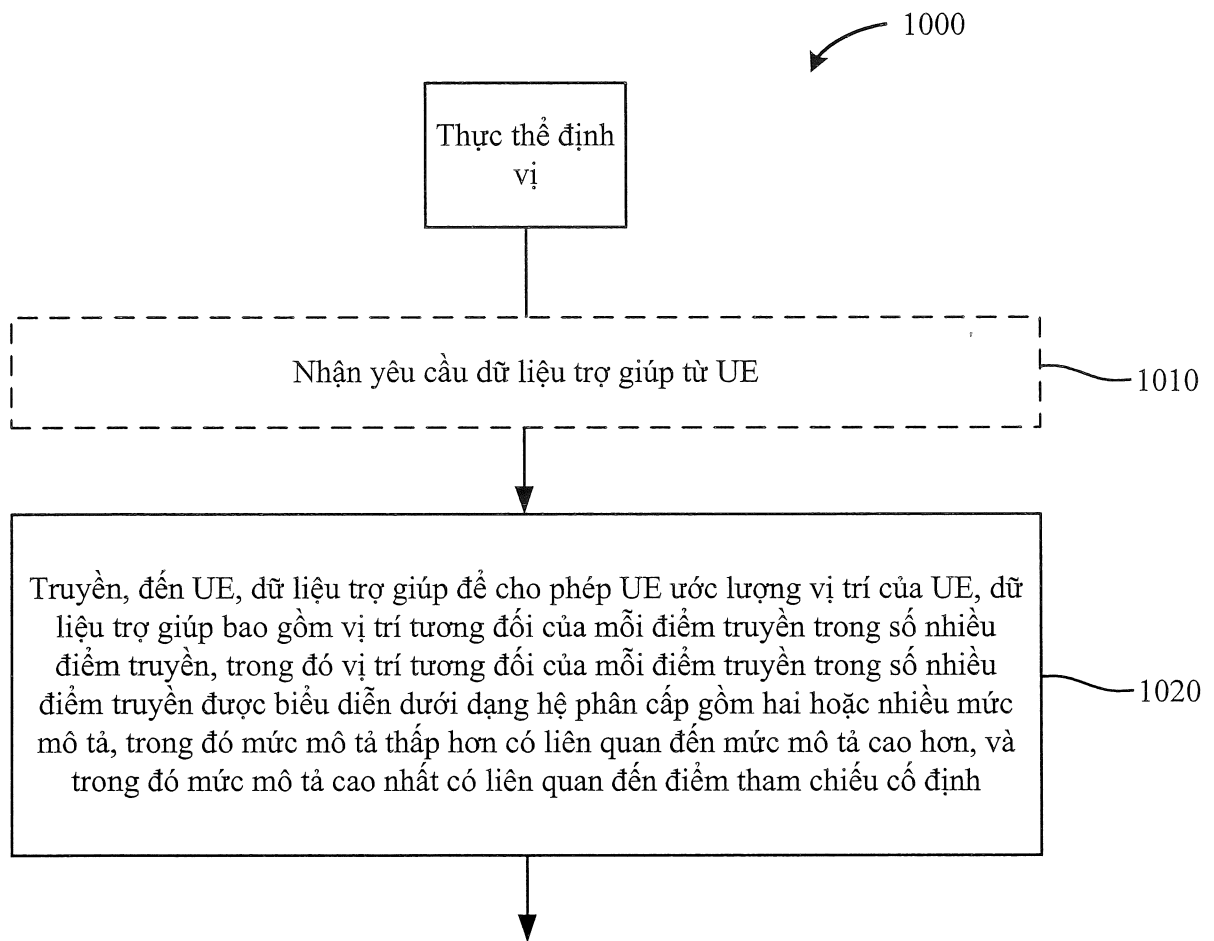 1000
Thực thể định
vị
Nhận yêu cầu dữ liệu trợ giúp từ UE
1010
Truyền, đến UE, dữ liệu trợ giúp để cho phép UE ước lượng vị trí của UE, dữ
liệu trợ giúp bao gồm vị trí tương đối của mỗi điểm truyền trong số nhiều
điểm truyền, trong đó vị trí tương đối của mỗi điểm truyền trong số nhiều
điểm truyền được biểu diễn dưới dạng hệ phân cấp gồm hai hoặc nhiều mức
mô tả, trong đó mức mô tả thấp hơn có liên quan đến mức mô tả cao hơn, và
trong đó mức mô tả cao nhất có liên quan đến điểm tham chiếu cố định
1020